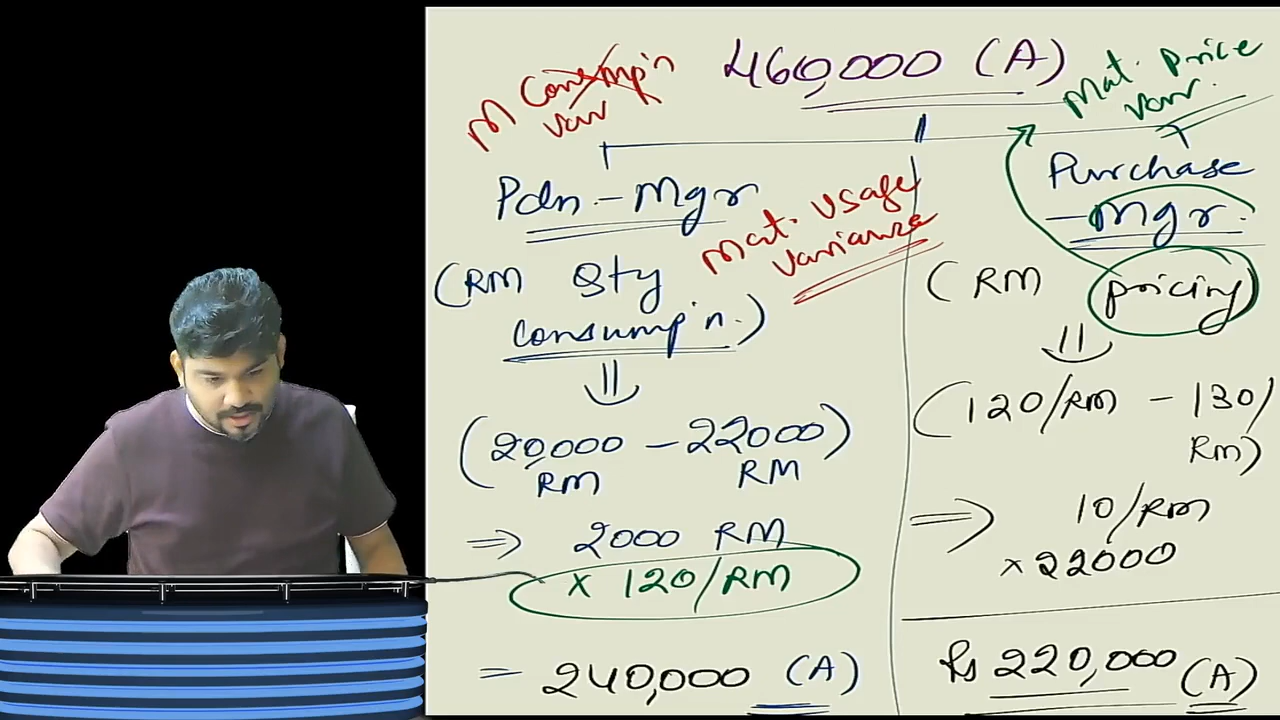 460,000 (A)
M Consmp'n
var
Mat. Price
Var.
Pdn - Mgr
Mat. Usage
Variance
(RM Qty
consump'n.)
(20,000 - 22000)
RM RM
⇒ 2000 RM
× 120/RM
= 240,000 (A)
Purchase
- Mgr.
(RM pricing)
(120/RM - 130/
RM)
⇒ 10/RM
× 22000
Rs 220,000 (A)